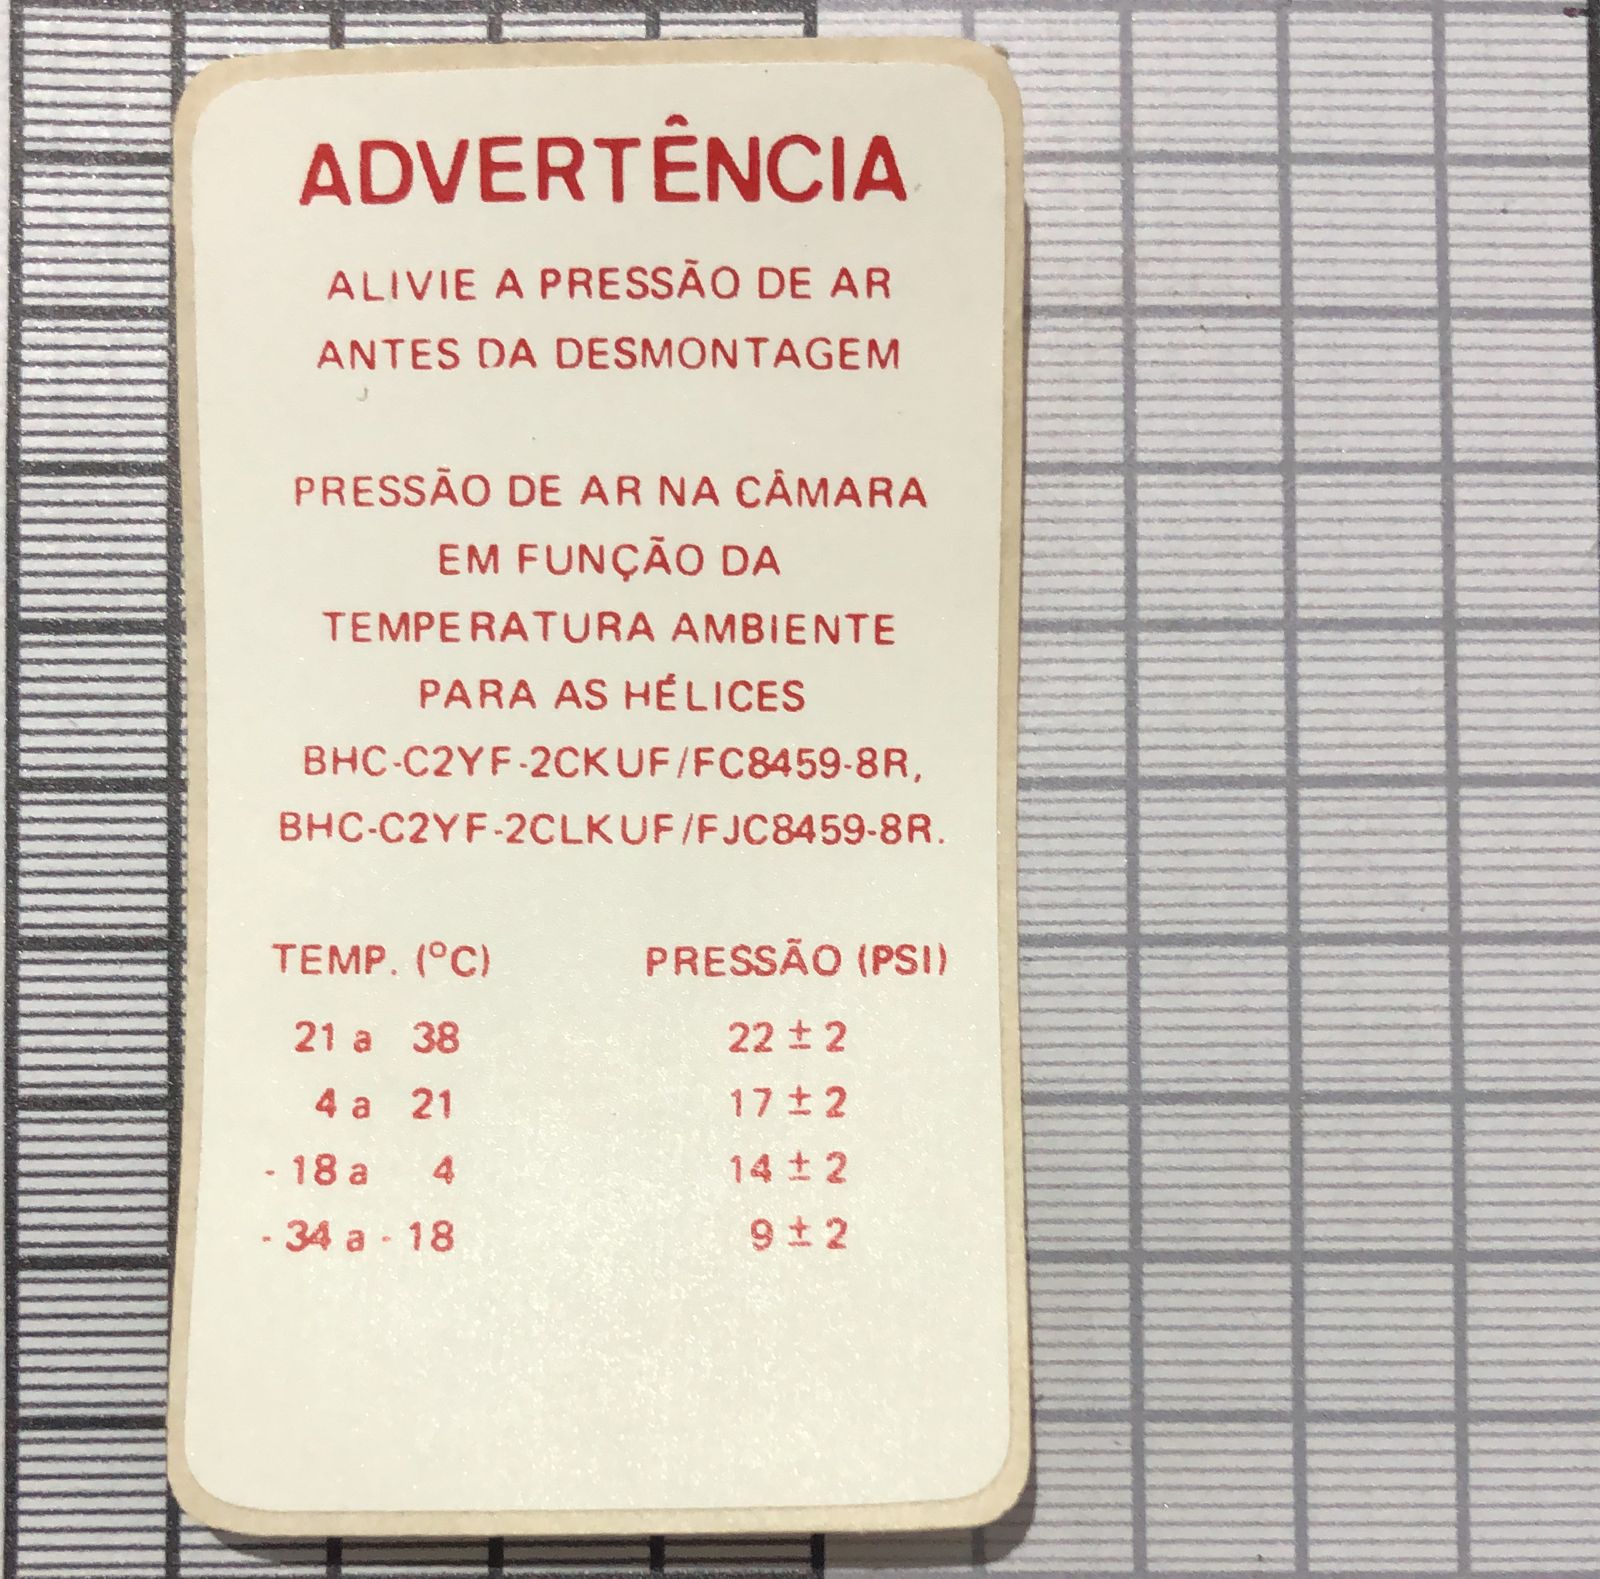 ADVERTÊNCIA
ALIVIE A PRESSÃO DE AR
ANTES DA DESMONTAGEM
PRESSÃO DE AR NA CÂMARA
EM FUNÇÃO DA
TEMPERATURA AMBIENTE
PARA AS HÉLICES
BHC-C2YF-2CKUF/FC8459-8R,
BHC-C2YF-2CLKUF/FJC8459-8R.
TEMP. (ºC) PRESSÃO (PSI)
21 a 38 22 ± 2
4 a 21 17 ± 2
- 18 a 4 14 ± 2
- 34 a - 18 9 ± 2